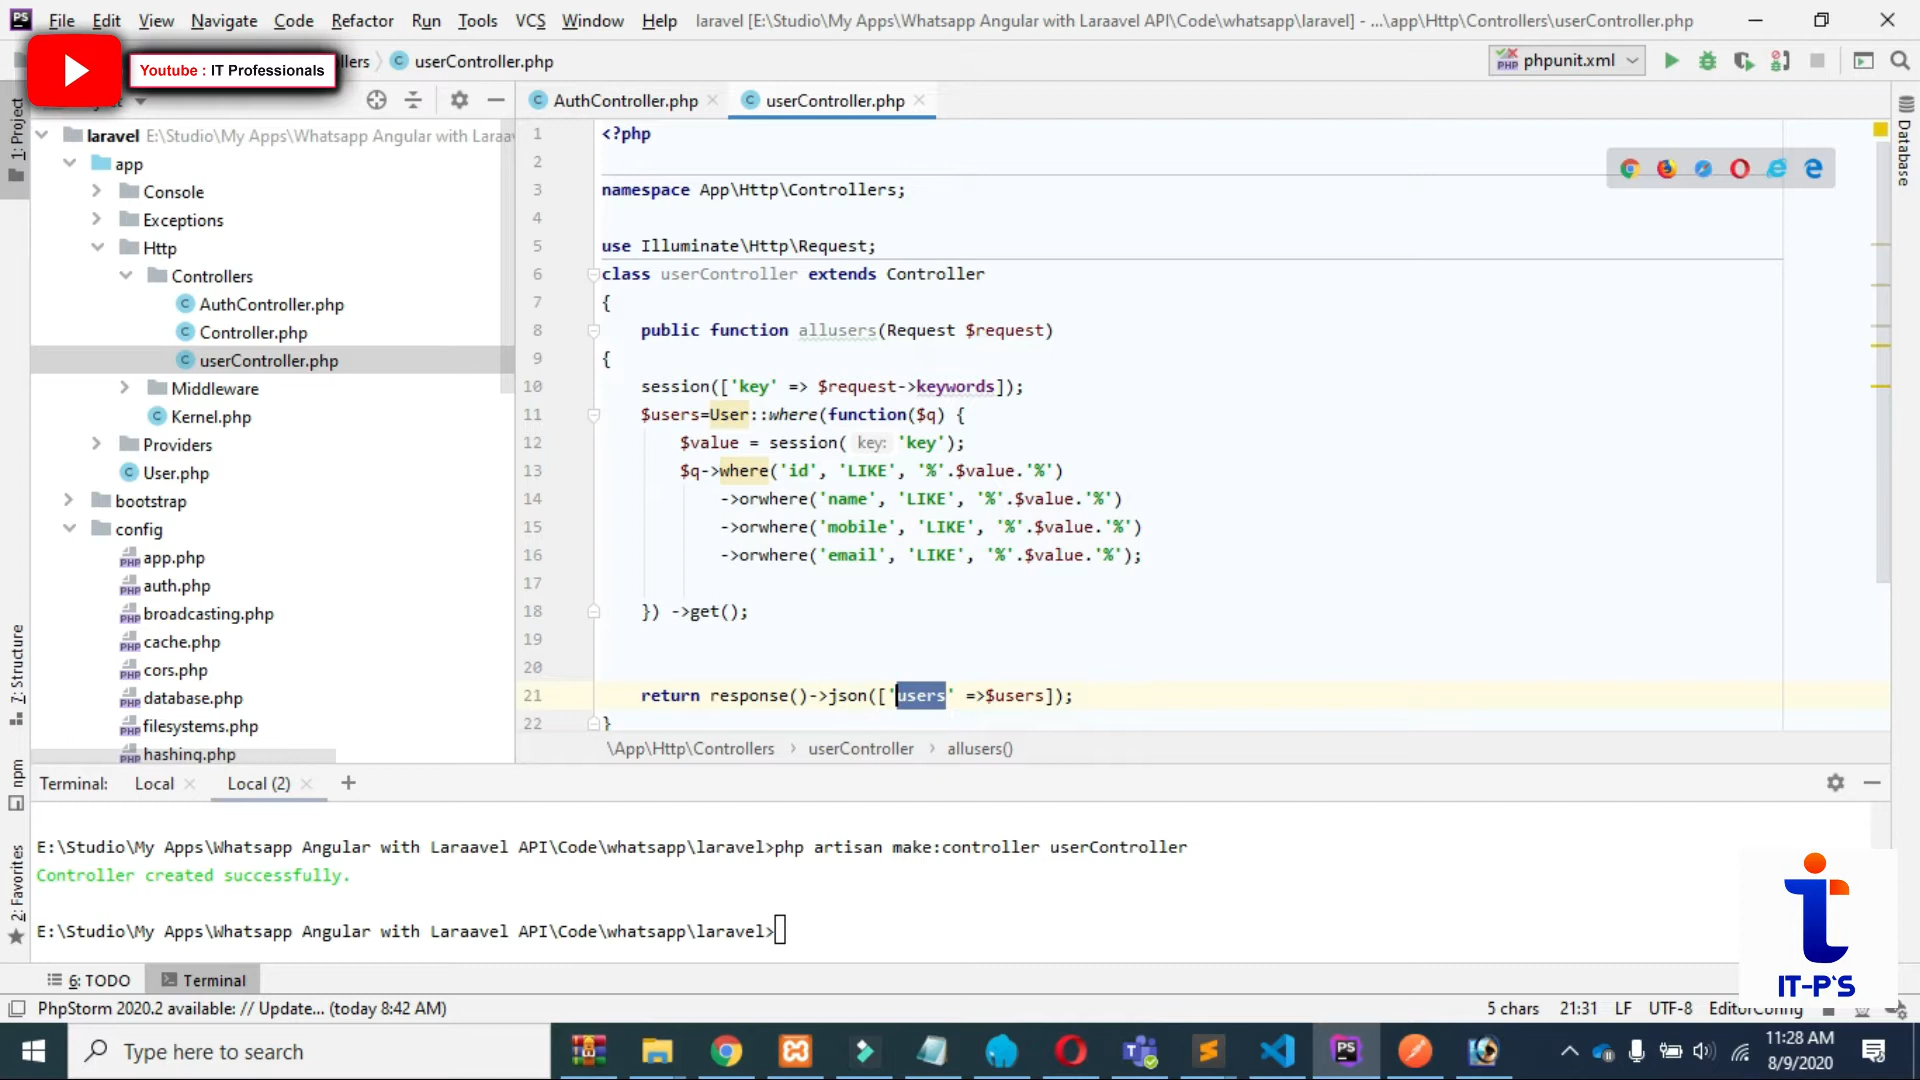 File Edit View Navigate Code Refactor Run Tools VCS Window Help laravel [E:\Studio\My Apps\Whatsapp Angular with Laraavel API\Code\whatsapp\laravel] - ...\app\Http\Controllers\userController.php
Youtube : IT Professionals
llers userController.php
phpunit.xml
AuthController.php userController.php
1: Project
laravel E:\Studio\My Apps\Whatsapp Angular with Laraav
app
Console
Exceptions
Http
Controllers
AuthController.php
Controller.php
userController.php
Middleware
Kernel.php
Providers
User.php
bootstrap
config
app.php
auth.php
broadcasting.php
cache.php
cors.php
database.php
filesystems.php
hashing.php
1 <?php
2
3 namespace App\Http\Controllers;
4
5 use Illuminate\Http\Request;
6 class userController extends Controller
7 {
8 public function allusers(Request $request)
9 {
10 session(['key' => $request->keywords]);
11 $users=User::where(function($q) {
12 $value = session( key: 'key');
13 $q->where('id', 'LIKE', '%'.$value.'%')
14 ->orwhere('name', 'LIKE', '%'.$value.'%')
15 ->orwhere('mobile', 'LIKE', '%'.$value.'%')
16 ->orwhere('email', 'LIKE', '%'.$value.'%');
17
18 }) ->get();
19
20
21 return response()->json(['users' =>$users]);
22 }
\App\Http\Controllers › userController › allusers()
Database
7: Structure
npm
2: Favorites
Terminal: Local Local (2)
E:\Studio\My Apps\Whatsapp Angular with Laraavel API\Code\whatsapp\laravel>php artisan make:controller userController
Controller created successfully.
E:\Studio\My Apps\Whatsapp Angular with Laraavel API\Code\whatsapp\laravel>
IT-P'S
6: TODO Terminal
PhpStorm 2020.2 available: // Update... (today 8:42 AM)
5 chars 21:31 LF UTF-8 EditorConfig
Type here to search
11:28 AM
8/9/2020